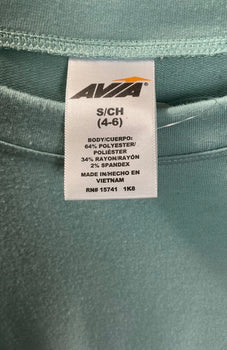 AVIA
S/CH
(4-6)
BODY/CUERPO:
64% POLYESTER/
POLIÉSTER
34% RAYON/RAYÓN
2% SPANDEX
MADE IN/HECHO EN
VIETNAM
RN# 15741 1K8